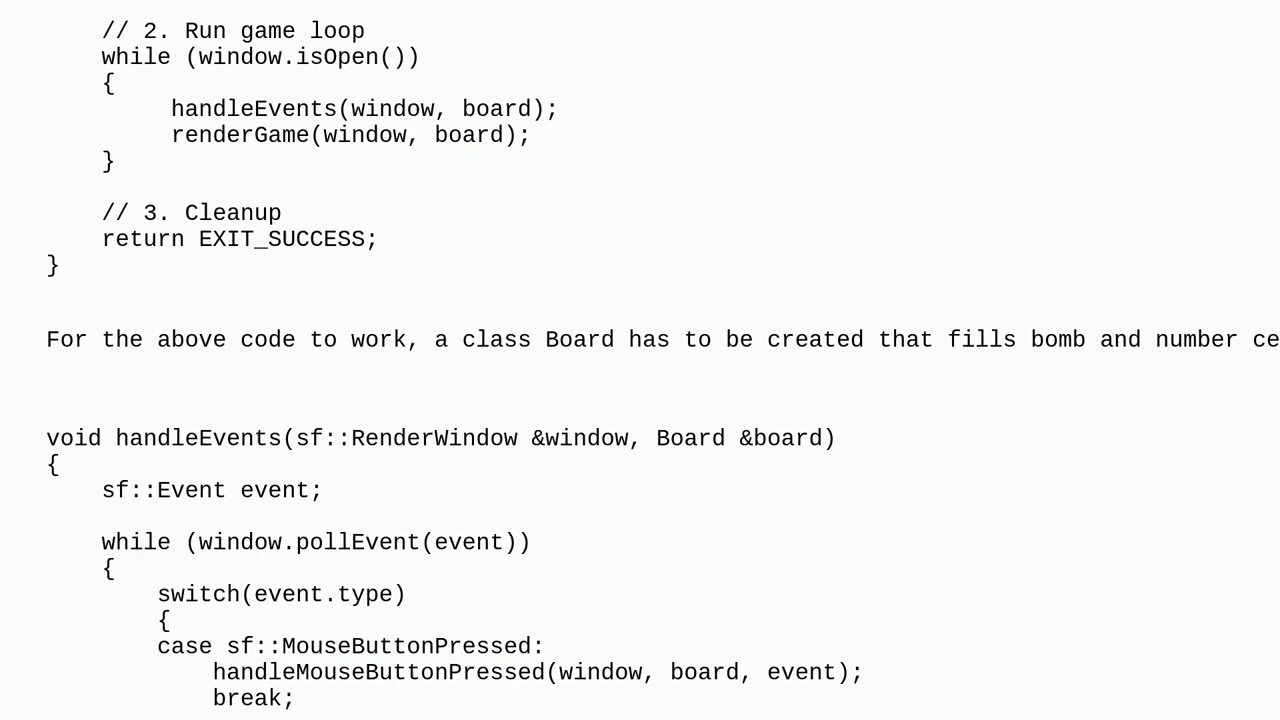 // 2. Run game loop
while (window.isOpen())
{
handleEvents(window, board);
renderGame(window, board);
}
// 3. Cleanup
return EXIT_SUCCESS;
}
For the above code to work, a class Board has to be created that fills bomb and number ce
void handleEvents(sf::RenderWindow &window, Board &board)
{
sf::Event event;
while (window.pollEvent(event))
{
switch(event.type)
{
case sf::MouseButtonPressed:
handleMouseButtonPressed(window, board, event);
break;